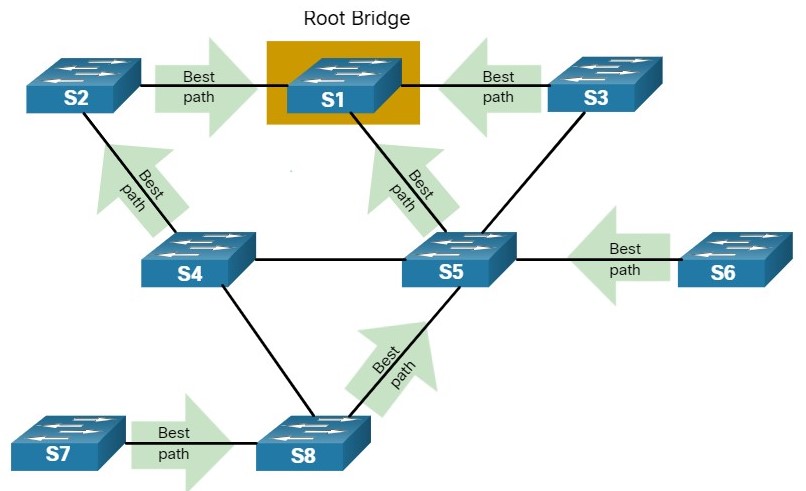 Root Bridge
S2
Best
path
S1
Best
path
S3
Best
path
Best
path
S4
S5
Best
path
S6
Best
path
S7
Best
path
S8